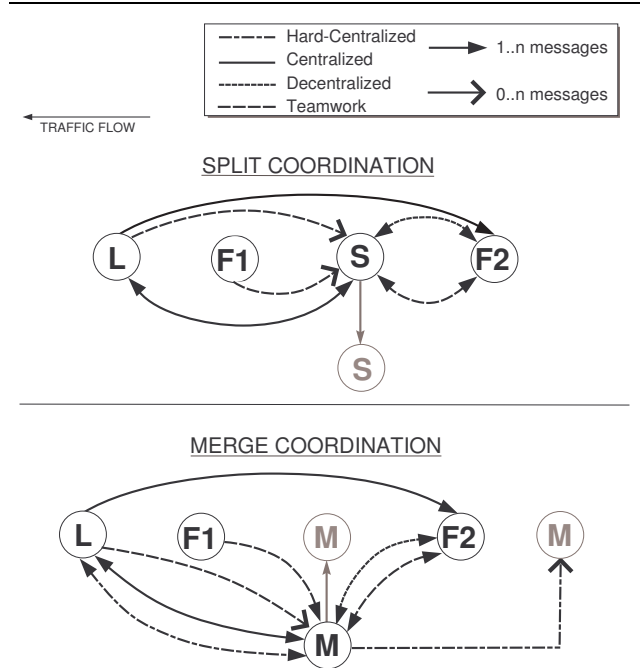 Hard-Centralized
Centralized
Decentralized
Teamwork
1..n messages
0..n messages
TRAFFIC FLOW
SPLIT COORDINATION
L
F1
S
F2
S
MERGE COORDINATION
L
F1
M
F2
M
M